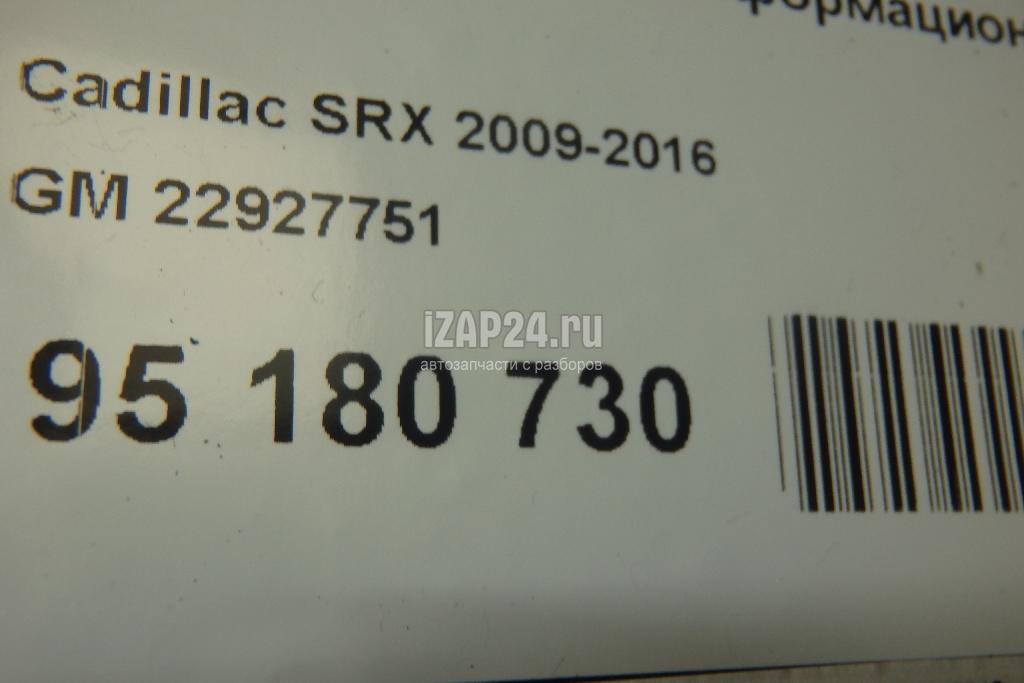 формацион
Cadillac SRX 2009-2016
GM 22927751
iZAP24.ru
автозапчасти с разборов
95 180 730